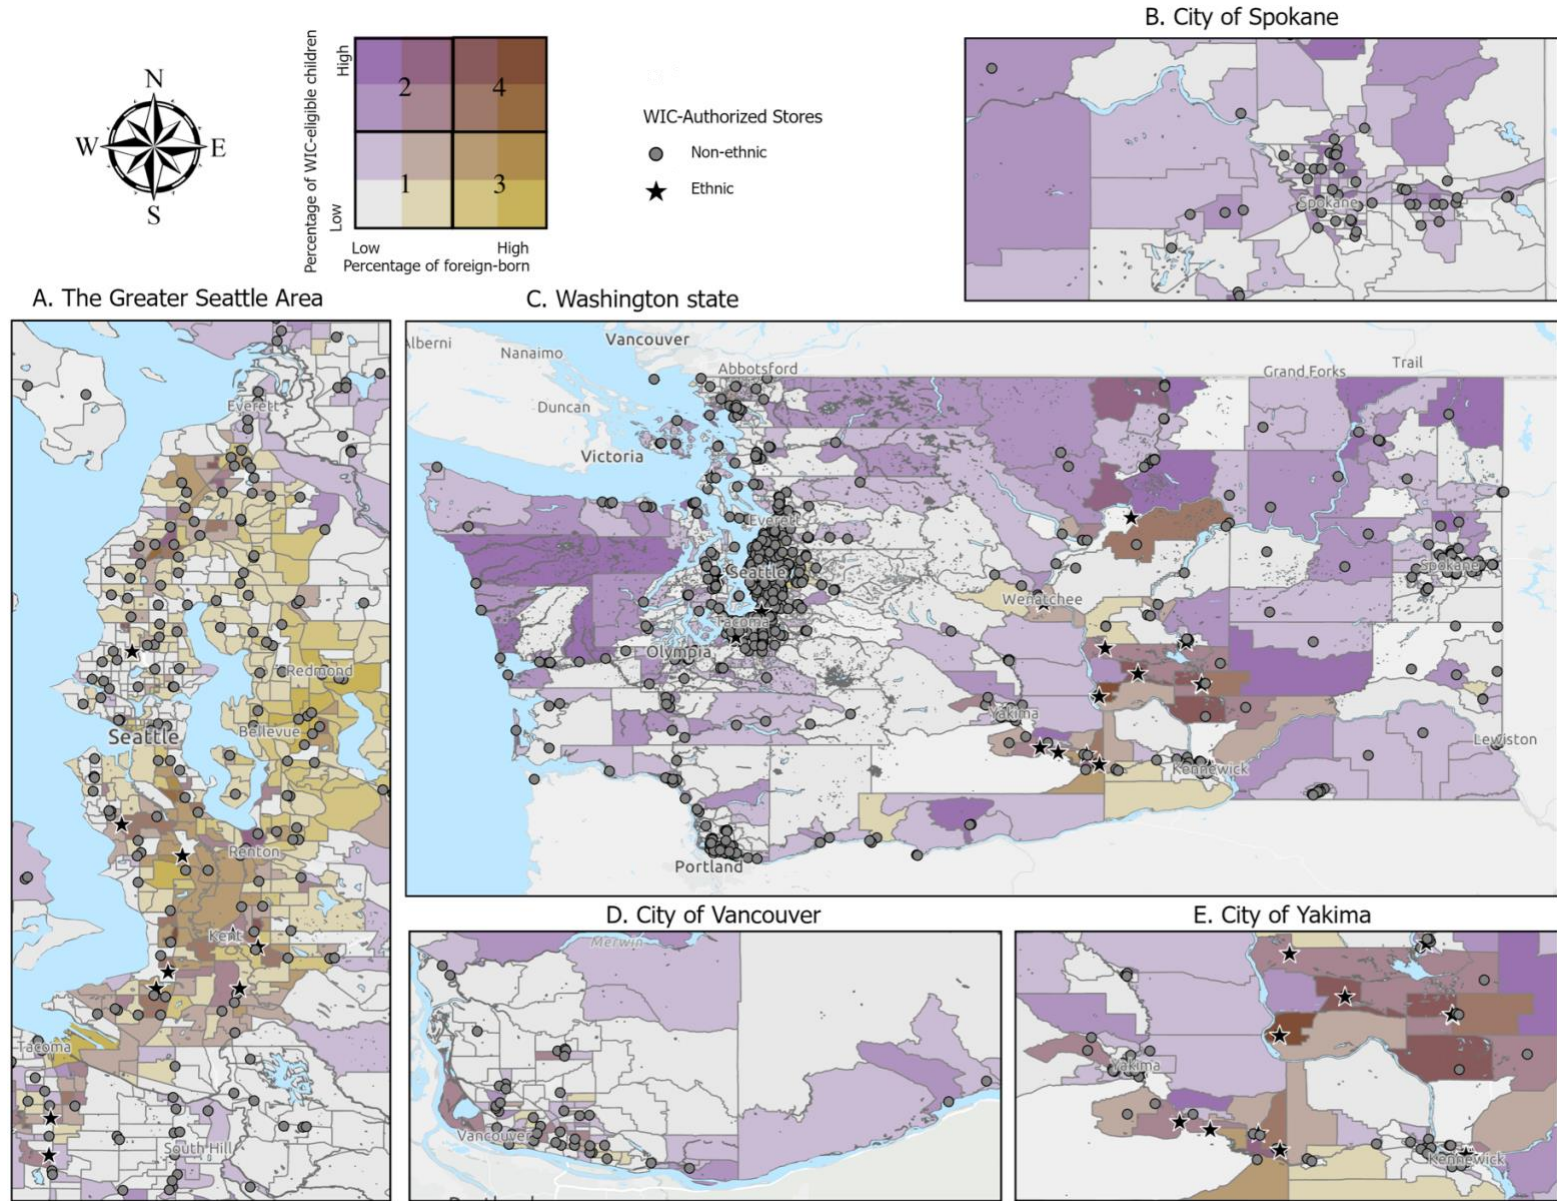 B. City of Spokane
N
W
E
S
Percentage of WIC-eligible children
High
Low
2
4
1
3
Low
High
Percentage of foreign-born
WIC-Authorized Stores
Non-ethnic
Ethnic
Spokane
A. The Greater Seattle Area
C. Washington state
Everett
Redmond
Seattle
Bellevue
Renton
Kent
Tacoma
South Hill
Alberni
Nanaimo
Vancouver
Abbotsford
Duncan
Victoria
Grand Forks
Trail
Everett
Seattle
Spokane
Wenatchee
Tacoma
Olympia
Yakima
Lewiston
Kennewick
Portland
D. City of Vancouver
Merwin
Vancouver
E. City of Yakima
Yakima
Kennewick